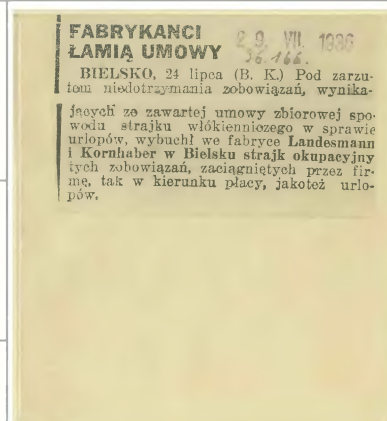 FABRYKANCI
ŁAMIĄ UMOWY
29. VII. 1936
36.166.
BIELSKO, 24 lipca (B. K.) Pod zarzu-
tem niedotrzymania zobowiązań, wynika-
jących ze zawartej umowy zbiorowej spo-
wodu strajku włókienniczego w sprawie
urlopów, wybuchł we fabryce Landesmann
i Kornhaber w Bielsku strajk okupacyjny
tych zobowiązań, zaciągniętych przez fir-
mę, tak w kierunku płacy, jakoteż urlo-
pów.